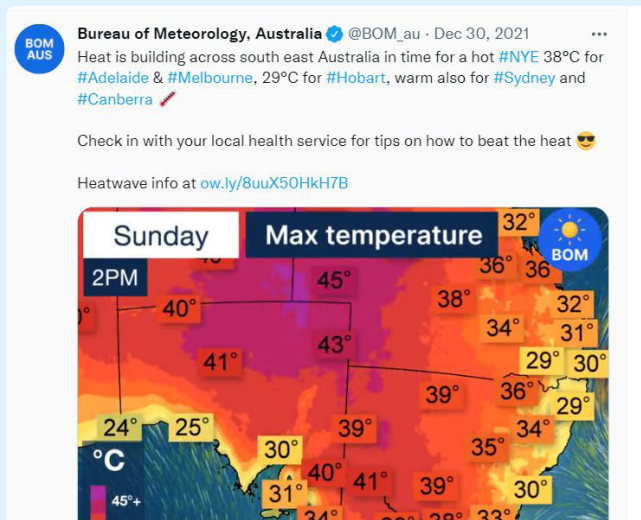 BOM
AUS
Bureau of Meteorology, Australia @BOM_au · Dec 30, 2021
Heat is building across south east Australia in time for a hot #NYE 38°C for
#Adelaide & #Melbourne, 29°C for #Hobart, warm also for #Sydney and
#Canberra
Check in with your local health service for tips on how to beat the heat
Heatwave info at ow.ly/8uuX50HkH7B
Sunday
Max temperature
32°
BOM
2PM
45°
36°
36
40°
38°
32°
34°
31°
43°
41°
29°
30°
39°
36°
29°
24°
25°
39°
34°
30°
35°
°C
40°
41°
39°
30°
31°
45°+
34°
38°
33°